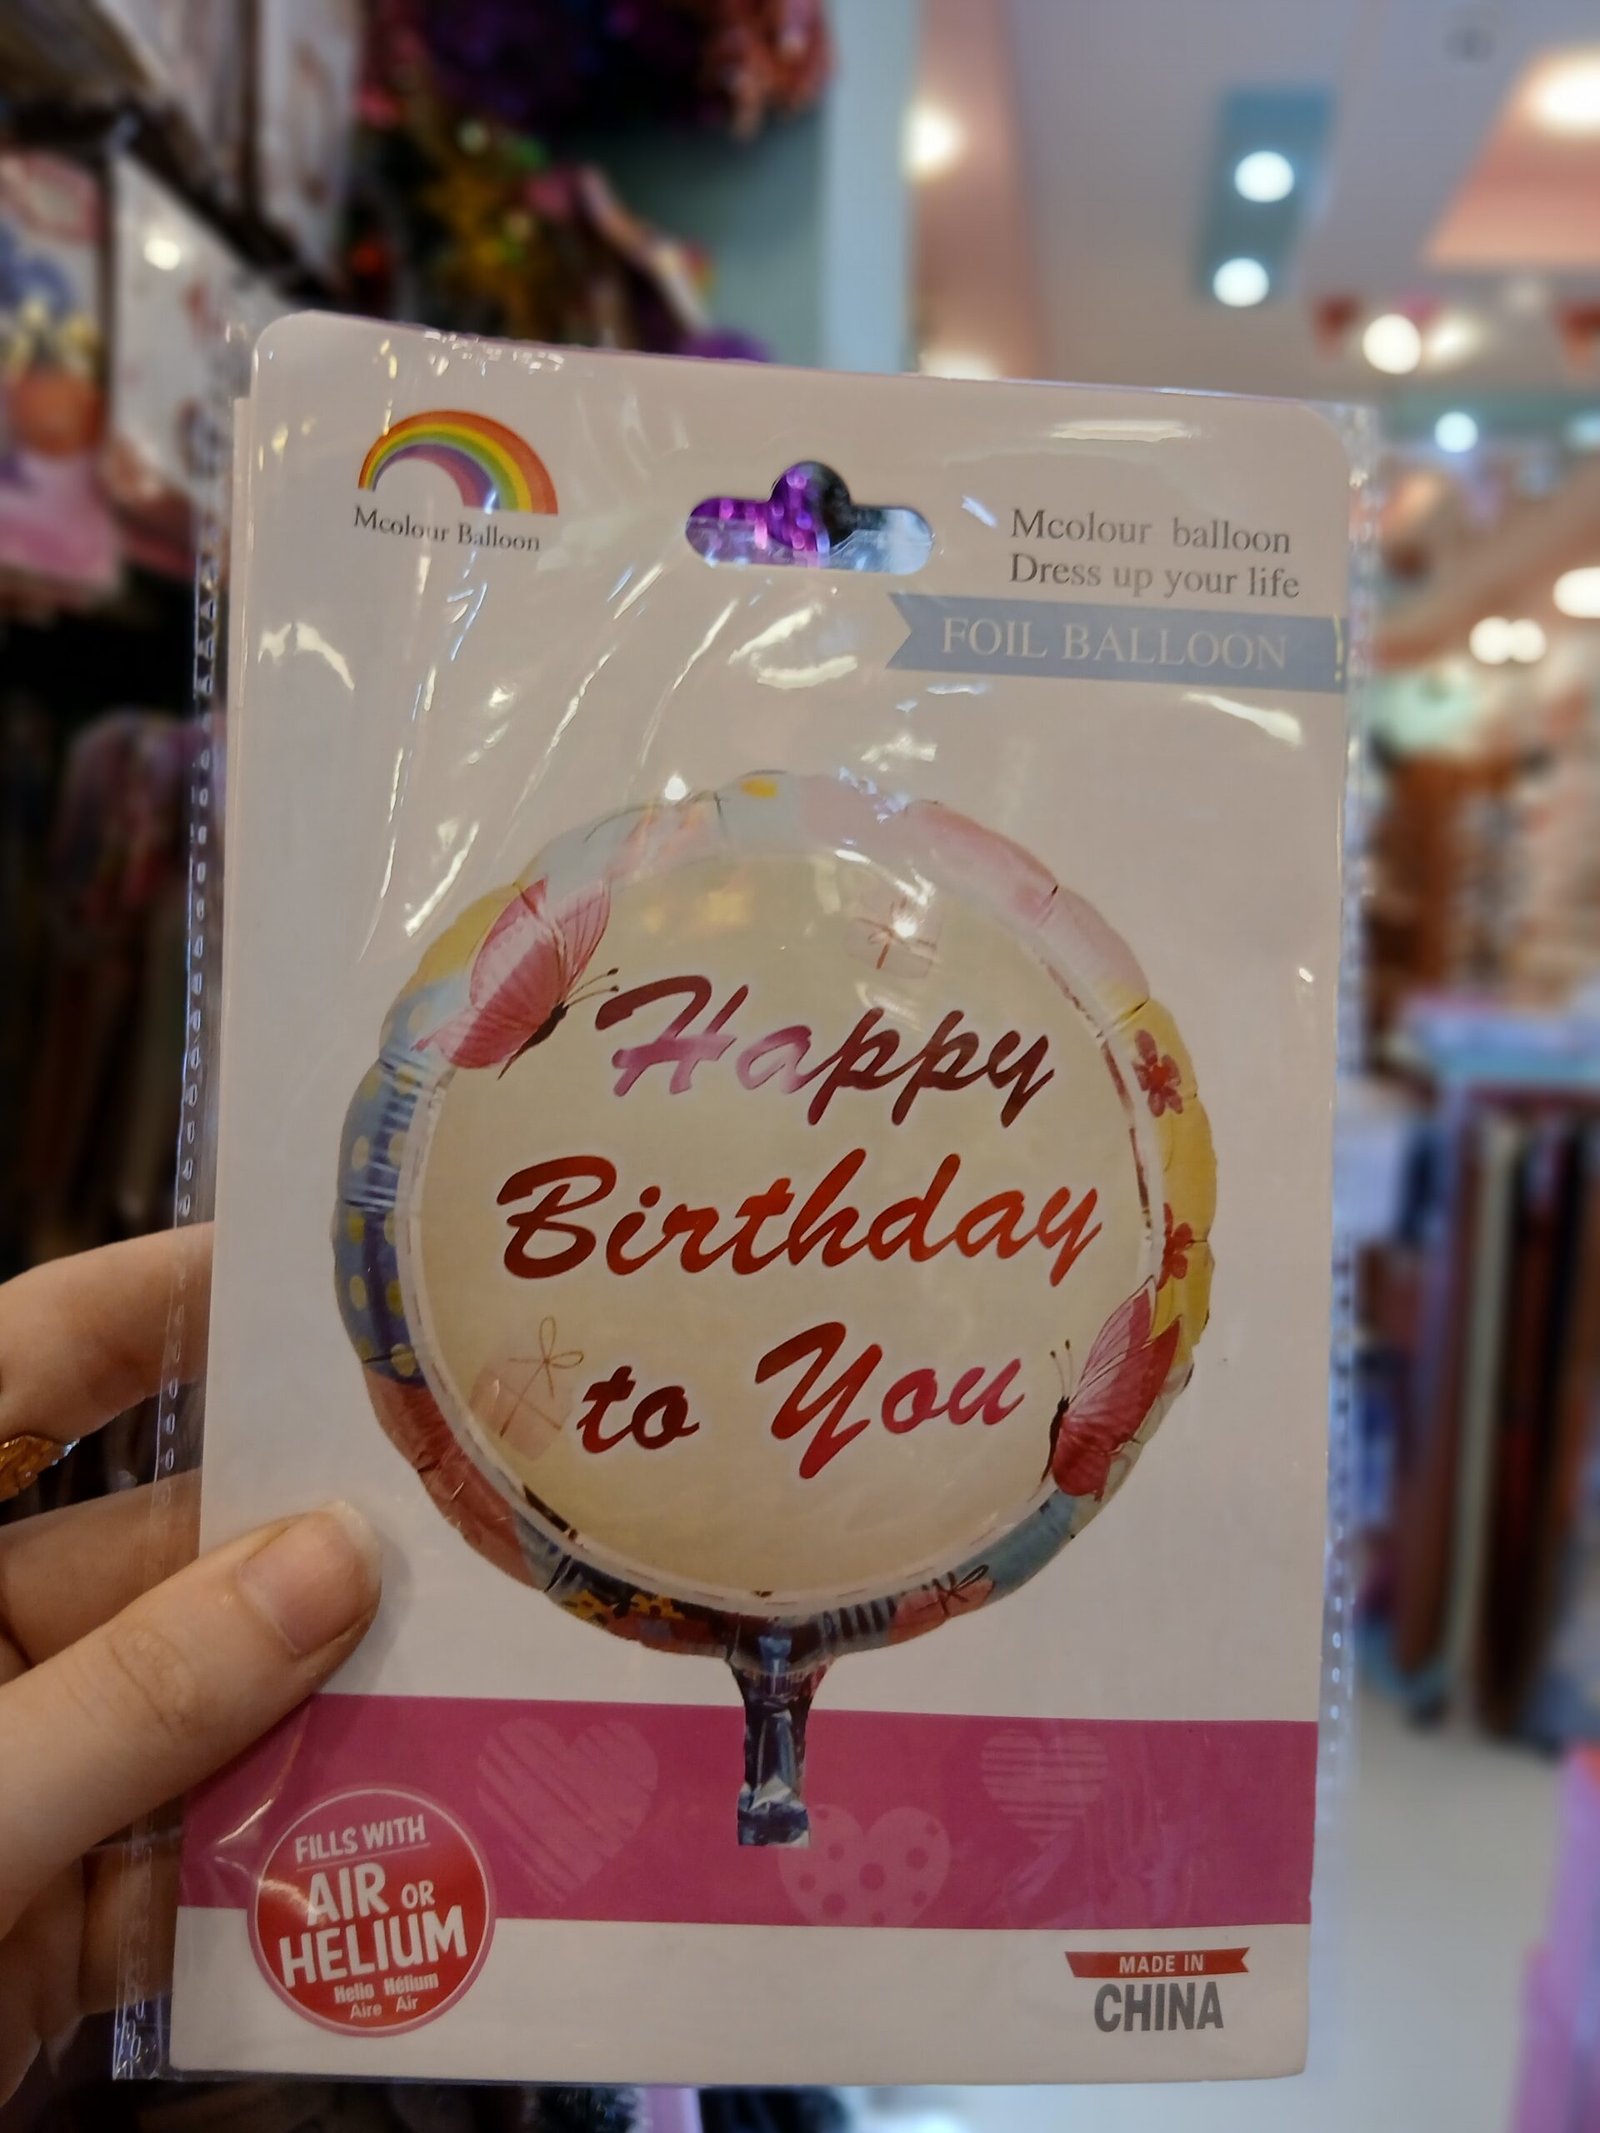 Mcolour Balloon
Mcolour balloon
Dress up your life
FOIL BALLOON
Happy
Birthday
to You
FILLS WITH
AIR OR
HELIUM
Helio Hélium
Aire Air
MADE IN
CHINA